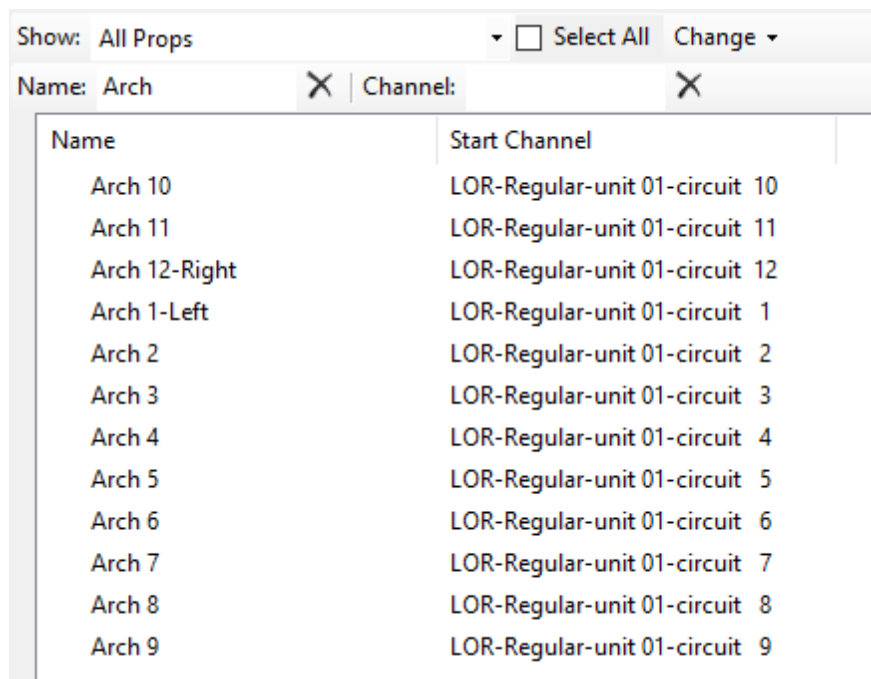 Show: All Props Select All Change
Name: Arch Channel:
Name Start Channel
Arch 10 LOR-Regular-unit 01-circuit 10
Arch 11 LOR-Regular-unit 01-circuit 11
Arch 12-Right LOR-Regular-unit 01-circuit 12
Arch 1-Left LOR-Regular-unit 01-circuit 1
Arch 2 LOR-Regular-unit 01-circuit 2
Arch 3 LOR-Regular-unit 01-circuit 3
Arch 4 LOR-Regular-unit 01-circuit 4
Arch 5 LOR-Regular-unit 01-circuit 5
Arch 6 LOR-Regular-unit 01-circuit 6
Arch 7 LOR-Regular-unit 01-circuit 7
Arch 8 LOR-Regular-unit 01-circuit 8
Arch 9 LOR-Regular-unit 01-circuit 9